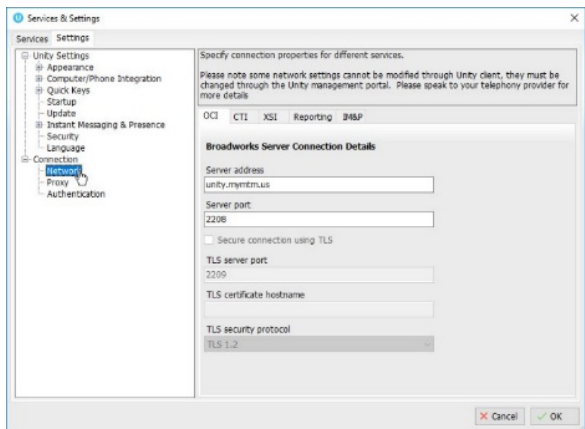 Services & Settings
Services Settings
Unity Settings
Appearance
Computer/Phone Integration
Quick Keys
Startup
Update
Instant Messaging & Presence
Security
Language
Connection
Network
Proxy
Authentication
Specify connection properties for different services.
Please note some network settings cannot be modified through Unity client, they must be
changed through the Unity management portal. Please speak to your telephony provider for
more details
OCI CTI XSI Reporting IM&P
Broadworks Server Connection Details
Server address
unity.mymtm.us
Server port
2208
Secure connection using TLS
TLS server port
2209
TLS certificate hostname
TLS security protocol
TLS 1.2
Cancel OK